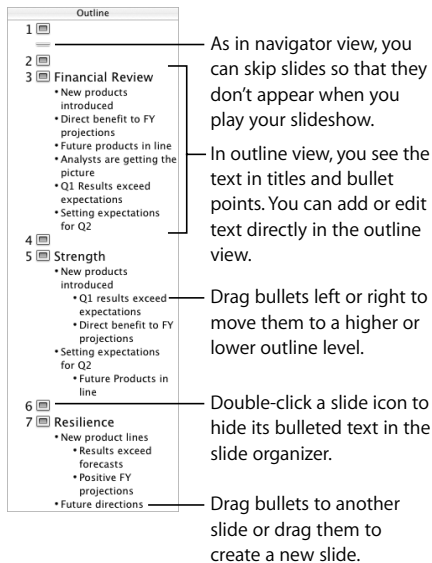 Outline
1
2
3 Financial Review
• New products
introduced
• Direct benefit to FY
projections
• Future products in line
• Analysts are getting the
picture
• Q1 Results exceed
expectations
• Setting expectations
for Q2
4
5 Strength
• New products
introduced
• Q1 results exceed
expectations
• Direct benefit to FY
projections
• Setting expectations
for Q2
• Future Products in
line
6
7 Resilience
• New product lines
• Results exceed
forecasts
• Positive FY
projections
• Future directions
As in navigator view, you
can skip slides so that they
don’t appear when you
play your slideshow.
In outline view, you see the
text in titles and bullet
points. You can add or edit
text directly in the outline
view.
Drag bullets left or right to
move them to a higher or
lower outline level.
Double-click a slide icon to
hide its bulleted text in the
slide organizer.
Drag bullets to another
slide or drag them to
create a new slide.